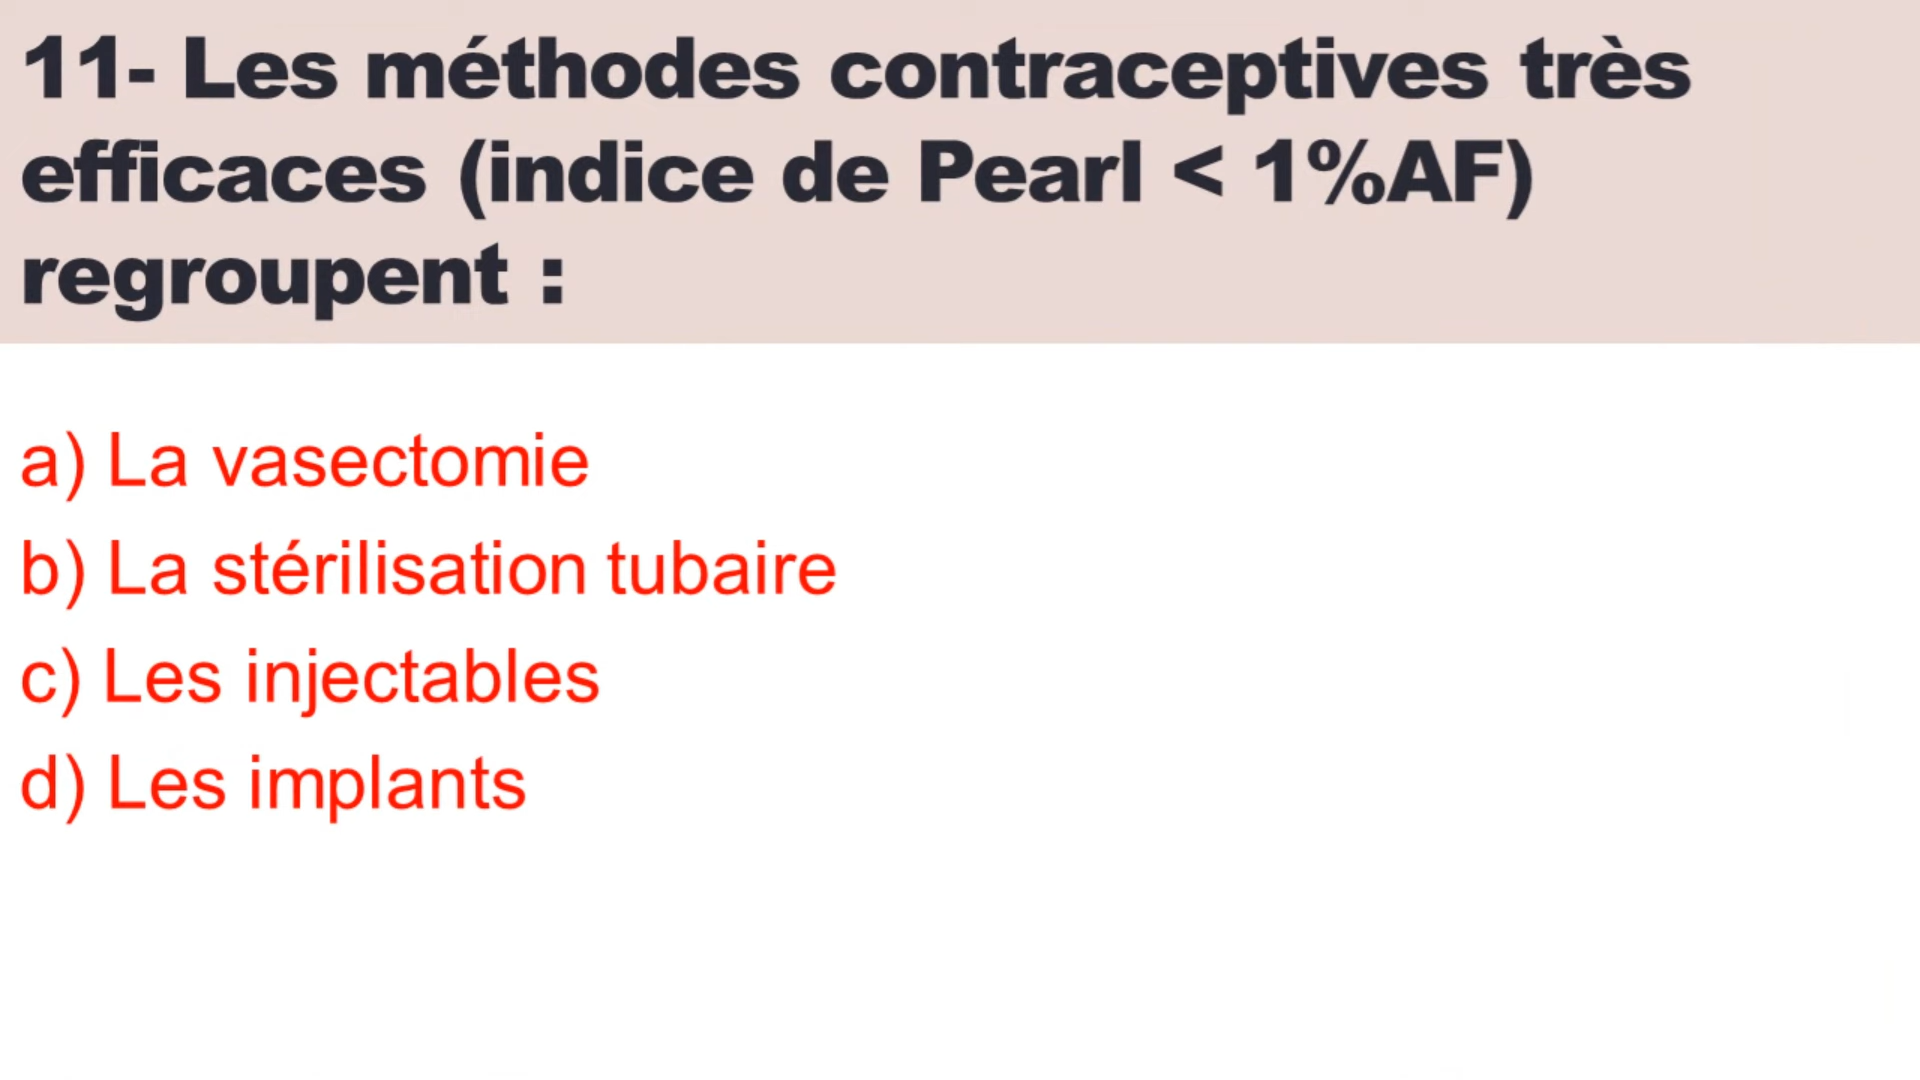 11- Les méthodes contraceptives très
efficaces (indice de Pearl < 1%AF)
regroupent :
a) La vasectomie
b) La stérilisation tubaire
c) Les injectables
d) Les implants